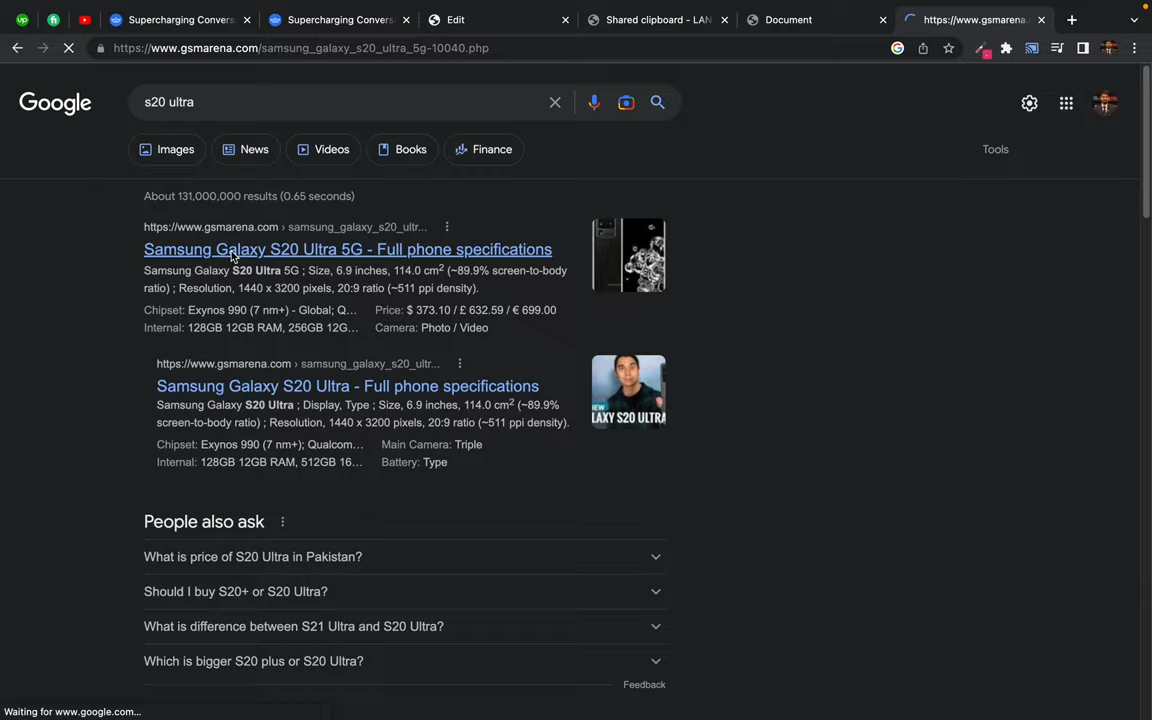 Supercharging Convers
Supercharging Convers
Edit
Shared clipboard - LAN
Document
https://www.gsmarena.
https://www.gsmarena.com/samsung_galaxy_s20_ultra_5g-10040.php
Google
s20 ultra
Images
News
Videos
Books
Finance
Tools
About 131,000,000 results (0.65 seconds)
https://www.gsmarena.com › samsung_galaxy_s20_ultr...
Samsung Galaxy S20 Ultra 5G - Full phone specifications
Samsung Galaxy S20 Ultra 5G ; Size, 6.9 inches, 114.0 cm² (~89.9% screen-to-body
ratio) ; Resolution, 1440 x 3200 pixels, 20:9 ratio (~511 ppi density).
Chipset: Exynos 990 (7 nm+) - Global; Q... Price: $ 373.10 / £ 632.59 / € 699.00
Internal: 128GB 12GB RAM, 256GB 12G... Camera: Photo / Video
https://www.gsmarena.com › samsung_galaxy_s20_ultr...
Samsung Galaxy S20 Ultra - Full phone specifications
Samsung Galaxy S20 Ultra ; Display, Type ; Size, 6.9 inches, 114.0 cm² (~89.9%
screen-to-body ratio) ; Resolution, 1440 x 3200 pixels, 20:9 ratio (~511 ppi density).
Chipset: Exynos 990 (7 nm+); Qualcom... Main Camera: Triple
Internal: 128GB 12GB RAM, 512GB 16... Battery: Type
IEW
LAXY S20 ULTRA
People also ask
What is price of S20 Ultra in Pakistan?
Should I buy S20+ or S20 Ultra?
What is difference between S21 Ultra and S20 Ultra?
Which is bigger S20 plus or S20 Ultra?
Feedback
Waiting for www.google.com...